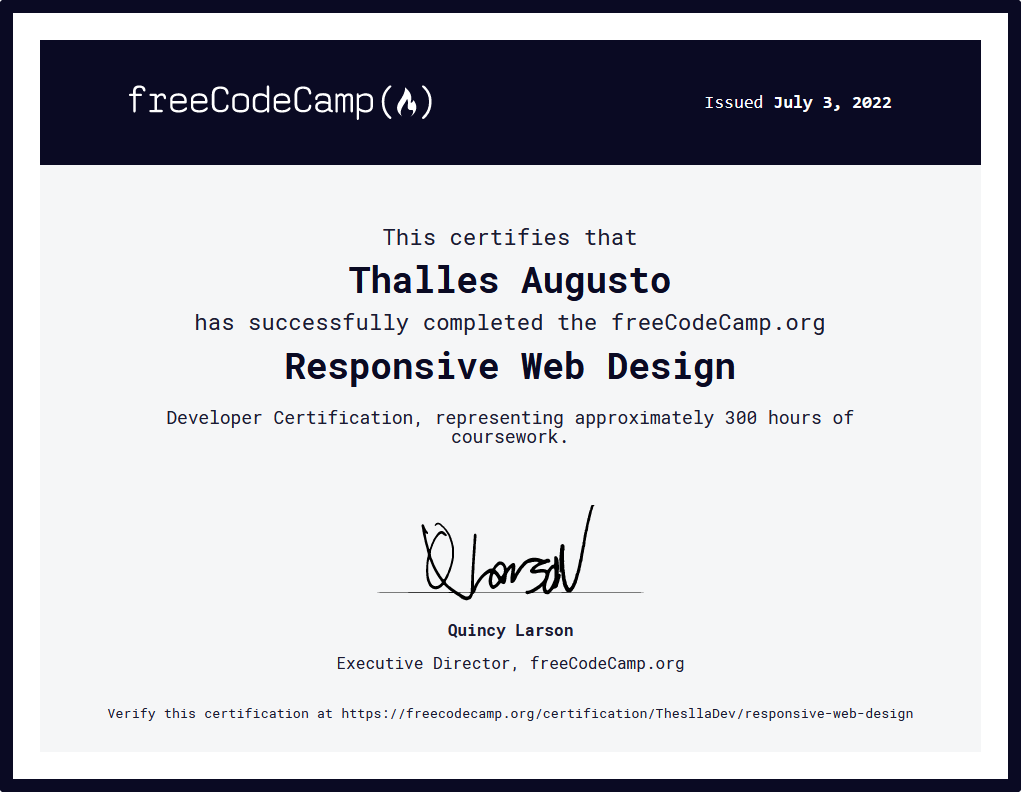 freeCodeCamp
Issued July 3, 2022
This certifies that
Thalles Augusto
has successfully completed the freeCodeCamp.org
Responsive Web Design
Developer Certification, representing approximately 300 hours of
coursework.
Q Larson
Quincy Larson
Executive Director, freeCodeCamp.org
Verify this certification at https://freecodecamp.org/certification/ThesllaDev/responsive-web-design